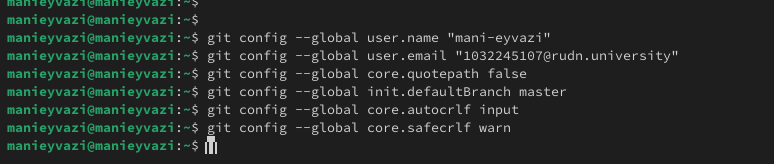 manieyvazi@manieyvazi:~$
manieyvazi@manieyvazi:~$
manieyvazi@manieyvazi:~$ git config --global user.name "mani-eyvazi"
manieyvazi@manieyvazi:~$ git config --global user.email "1032245107@rudn.university"
manieyvazi@manieyvazi:~$ git config --global core.quotepath false
manieyvazi@manieyvazi:~$ git config --global init.defaultBranch master
manieyvazi@manieyvazi:~$ git config --global core.autocrlf input
manieyvazi@manieyvazi:~$ git config --global core.safecrlf warn
manieyvazi@manieyvazi:~$